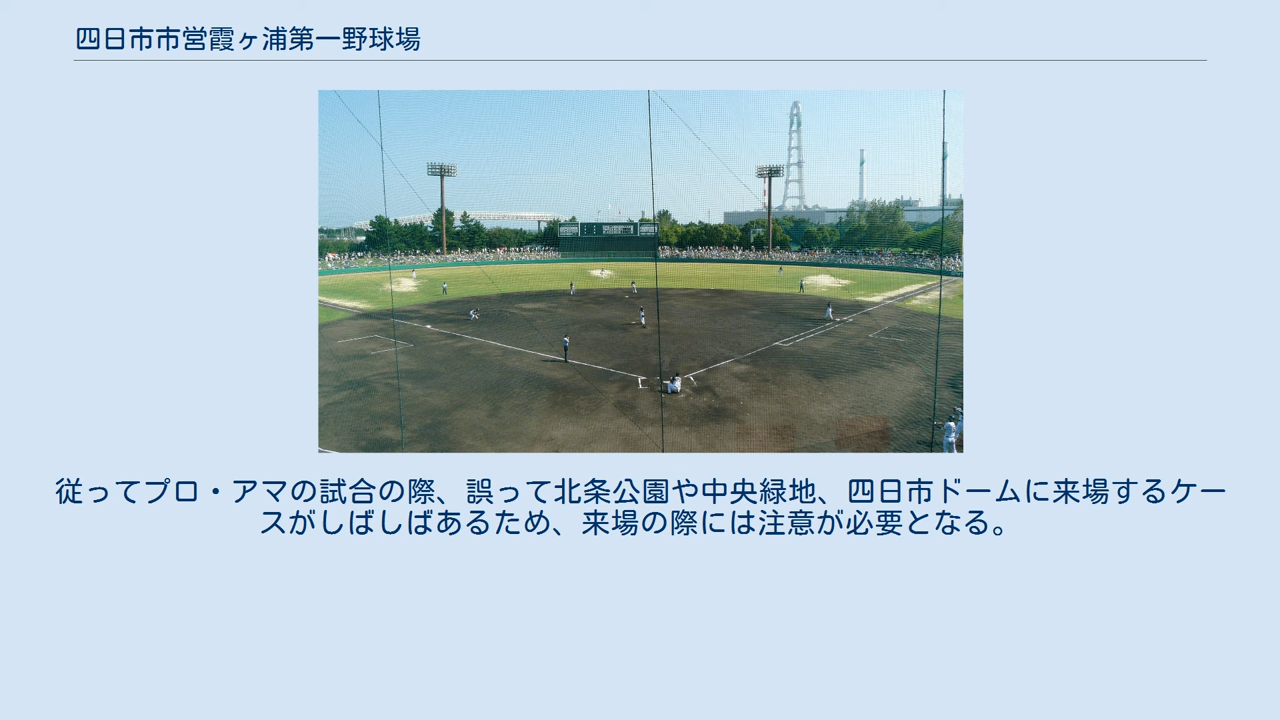 四日市市営霞ヶ浦第一野球場
従ってプロ・アマの試合の際、誤って北条公園や中央緑地、四日市ドームに来場するケー
スがしばしばあるため、来場の際には注意が必要となる。